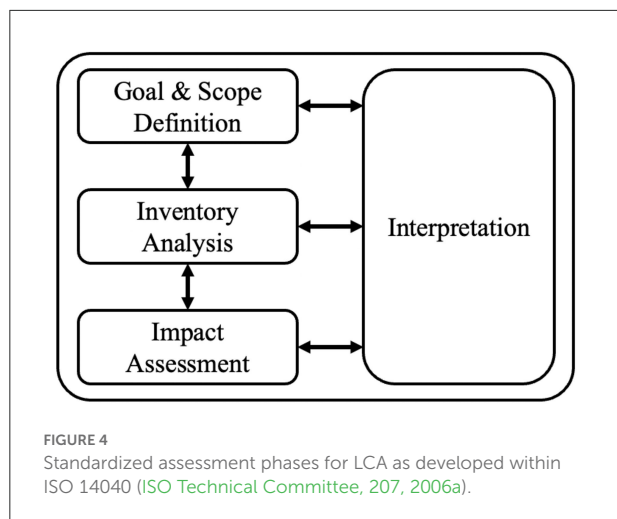 Goal & Scope
Definition
Inventory
Analysis
Impact
Assessment
Interpretation
FIGURE 4
Standardized assessment phases for LCA as developed within
ISO 14040 (ISO Technical Committee, 207, 2006a).